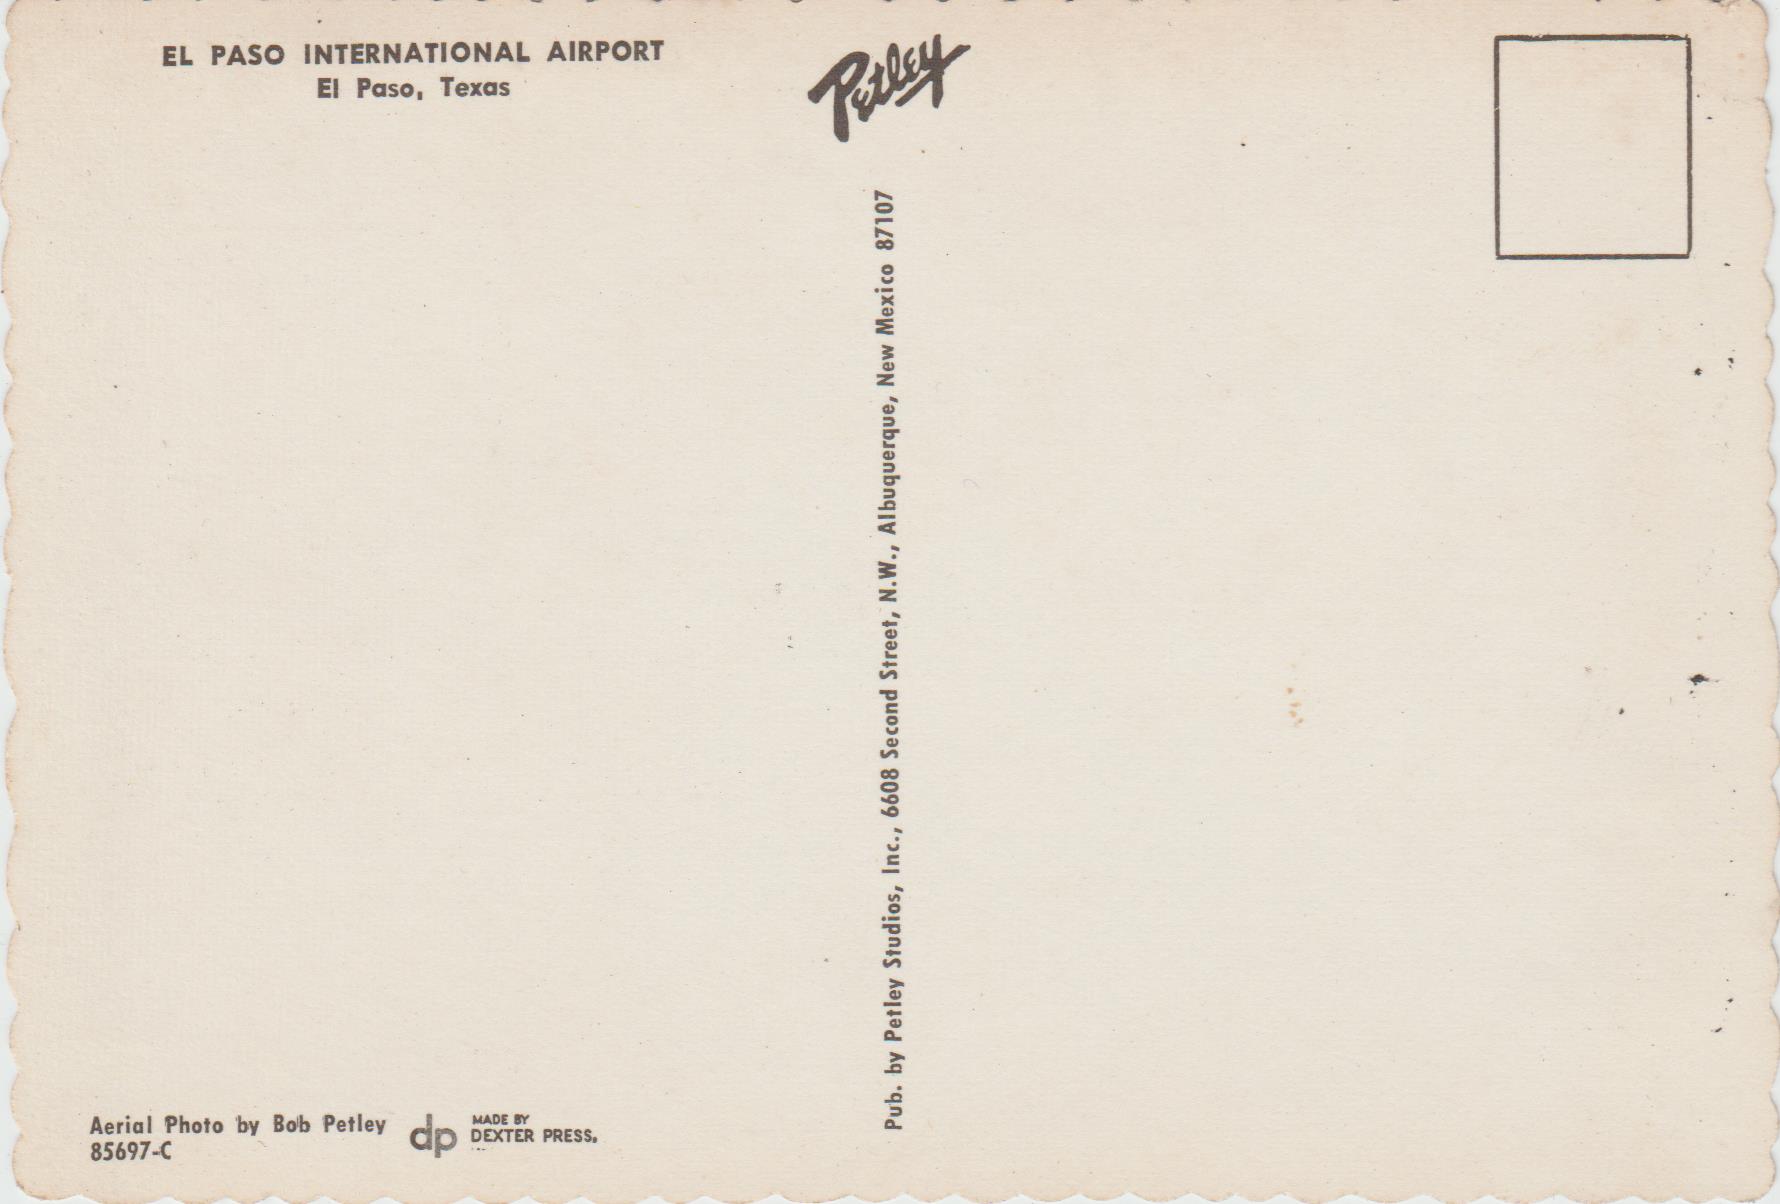 EL PASO INTERNATIONAL AIRPORT
El Paso, Texas
Petley
Pub. by Petley Studios, Inc., 6608 Second Street, N.W., Albuquerque, New Mexico 87107
Aerial Photo by Bob Petley
85697-C
dp
MADE BY
DEXTER PRESS.